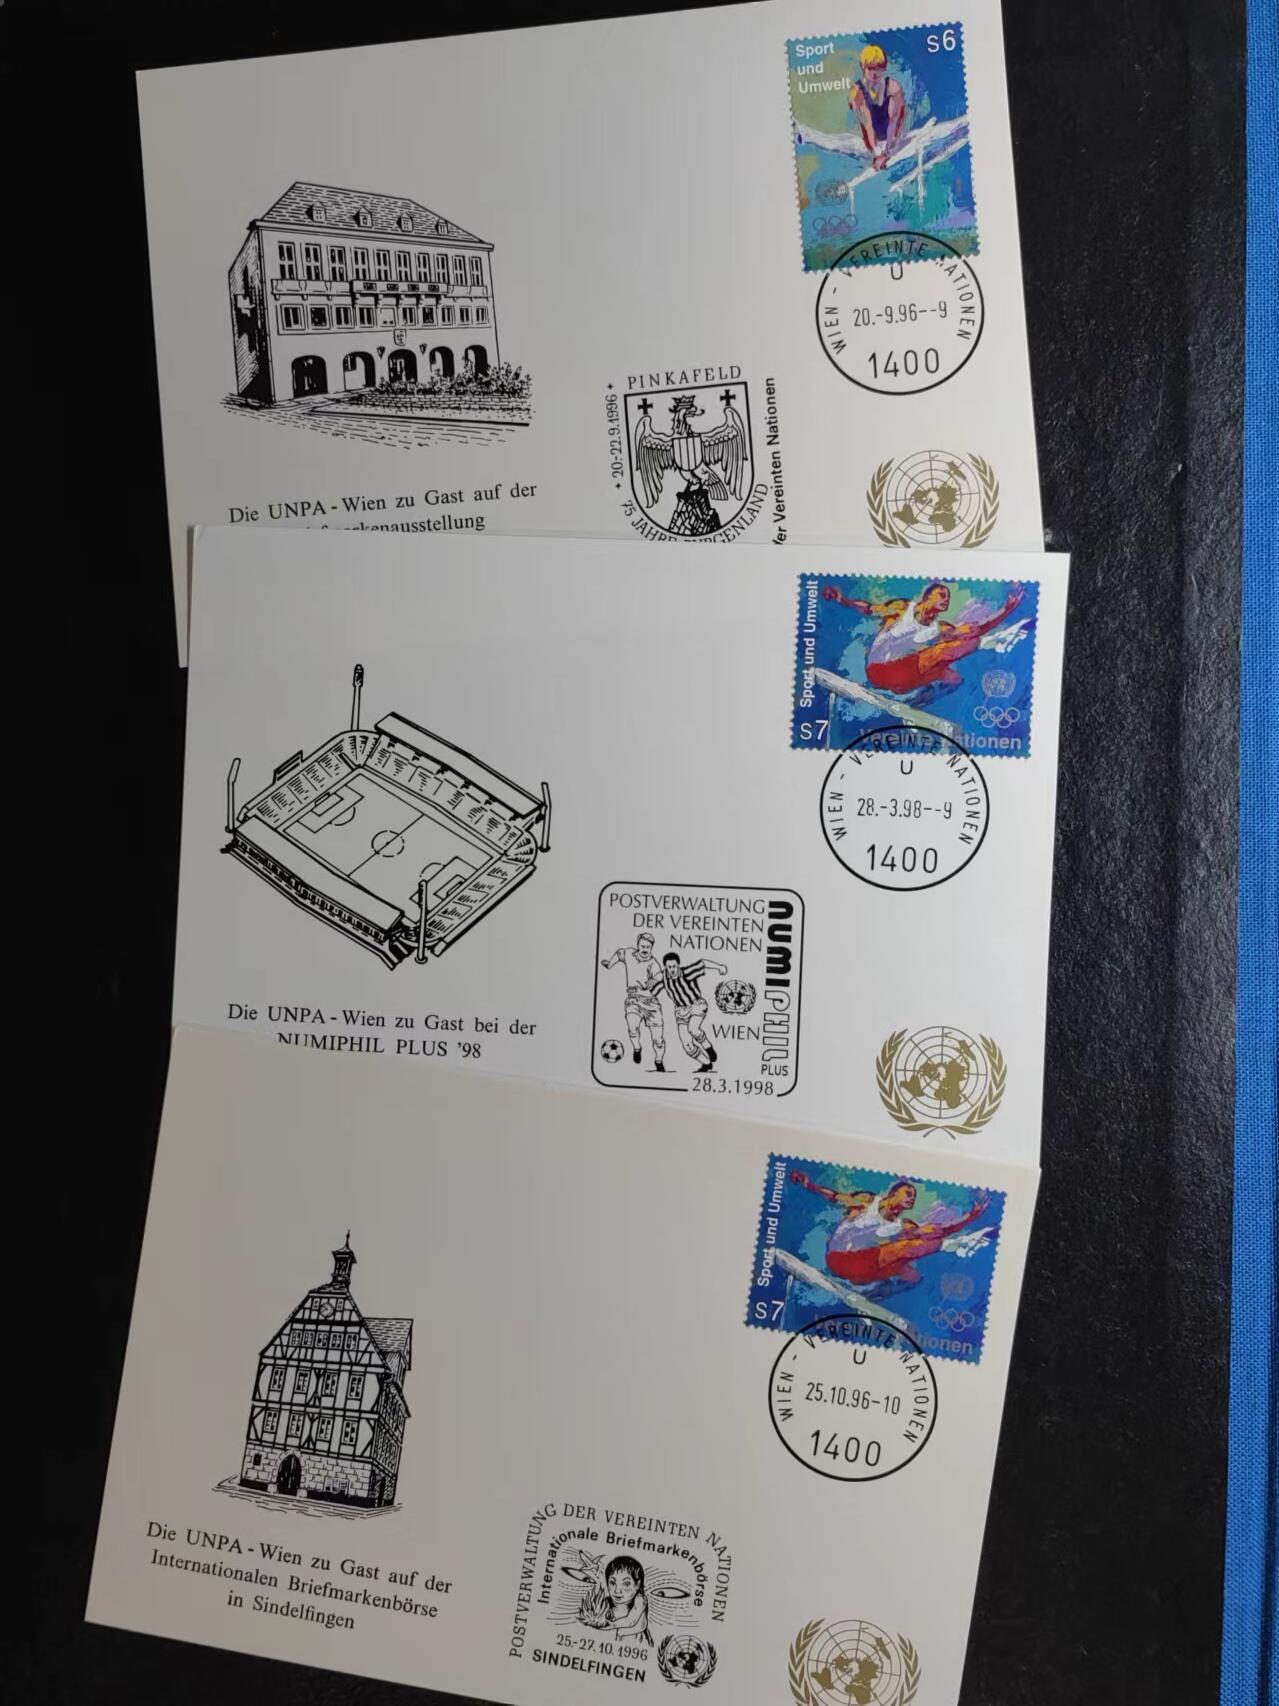 Sport
und
Umwelt
S6
WIEN - VEREINTE NATIONEN
U
20.-9.96--9
1400
PINKAFELD
+ 20-22.9.1996 +
75 JAHRE BURGENLAND
der Vereinten Nationen
Die UNPA - Wien zu Gast auf der
Sport und Umwelt
S7
Vereinte Nationen
WIEN - VEREINTE NATIONEN
U
28.-3.98--9
1400
POSTVERWALTUNG
DER VEREINTEN
NATIONEN
NUMIPHIL
WIEN
PLUS
28.3.1998
Die UNPA - Wien zu Gast bei der
NUMIPHIL PLUS '98
Sport und Umwelt
S7
Vereinte Nationen
WIEN - VEREINTE NATIONEN
U
25.10.96-10
1400
POSTVERWALTUNG DER VEREINTEN NATIONEN
Internationale Briefmarkenbörse
25.-27.10.1996
SINDELFINGEN
Die UNPA - Wien zu Gast auf der
Internationalen Briefmarkenbörse
in Sindelfingen